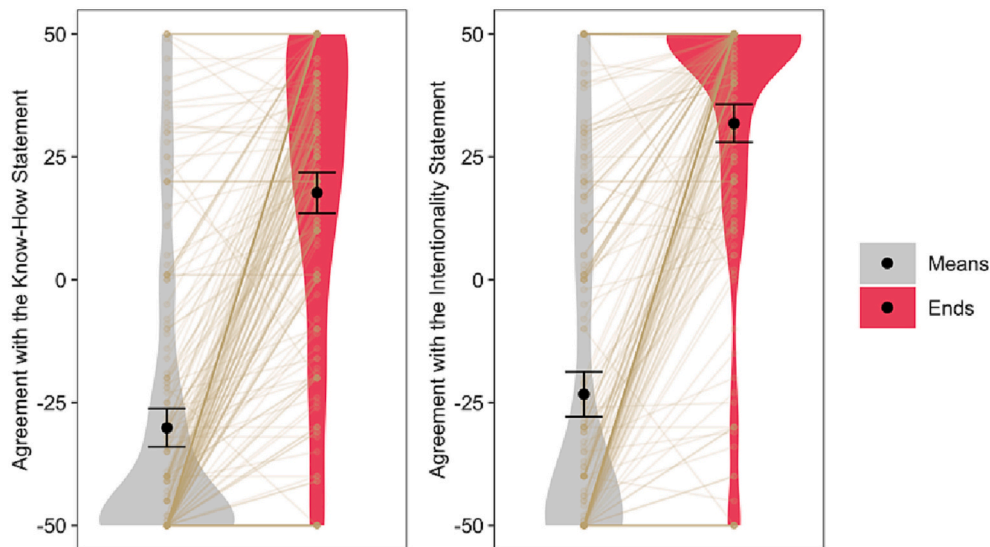 Agreement with the Know-How Statement
50
25
0
-25
-50
Agreement with the Intentionality Statement
50
25
0
-25
-50
Means
Ends